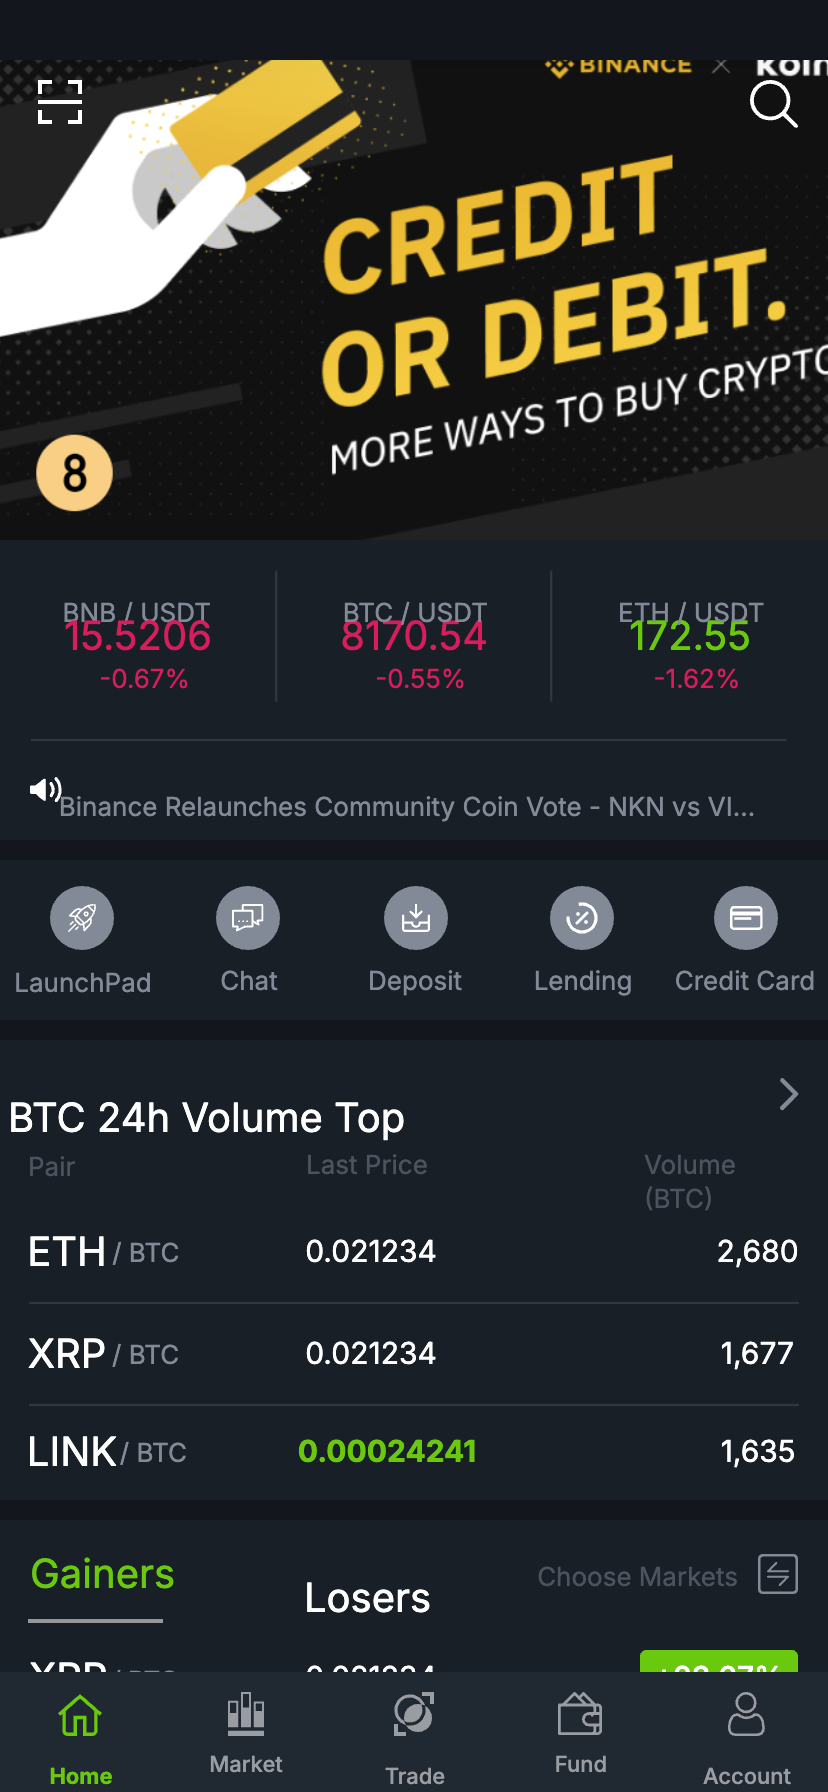 BINANCE × koin
CREDIT
OR DEBIT.
MORE WAYS TO BUY CRYPTO
8
BNB / USDT
15.5206
-0.67%
BTC / USDT
8170.54
-0.55%
ETH / USDT
172.55
-1.62%
Binance Relaunches Community Coin Vote - NKN vs VI...
LaunchPad
Chat
Deposit
Lending
Credit Card
BTC 24h Volume Top
Pair
Last Price
Volume
(BTC)
ETH / BTC
0.021234
2,680
XRP / BTC
0.021234
1,677
LINK / BTC
0.00024241
1,635
Gainers
Losers
Choose Markets
XRP / BTC
0.021234
Home
Market
Trade
Fund
Account